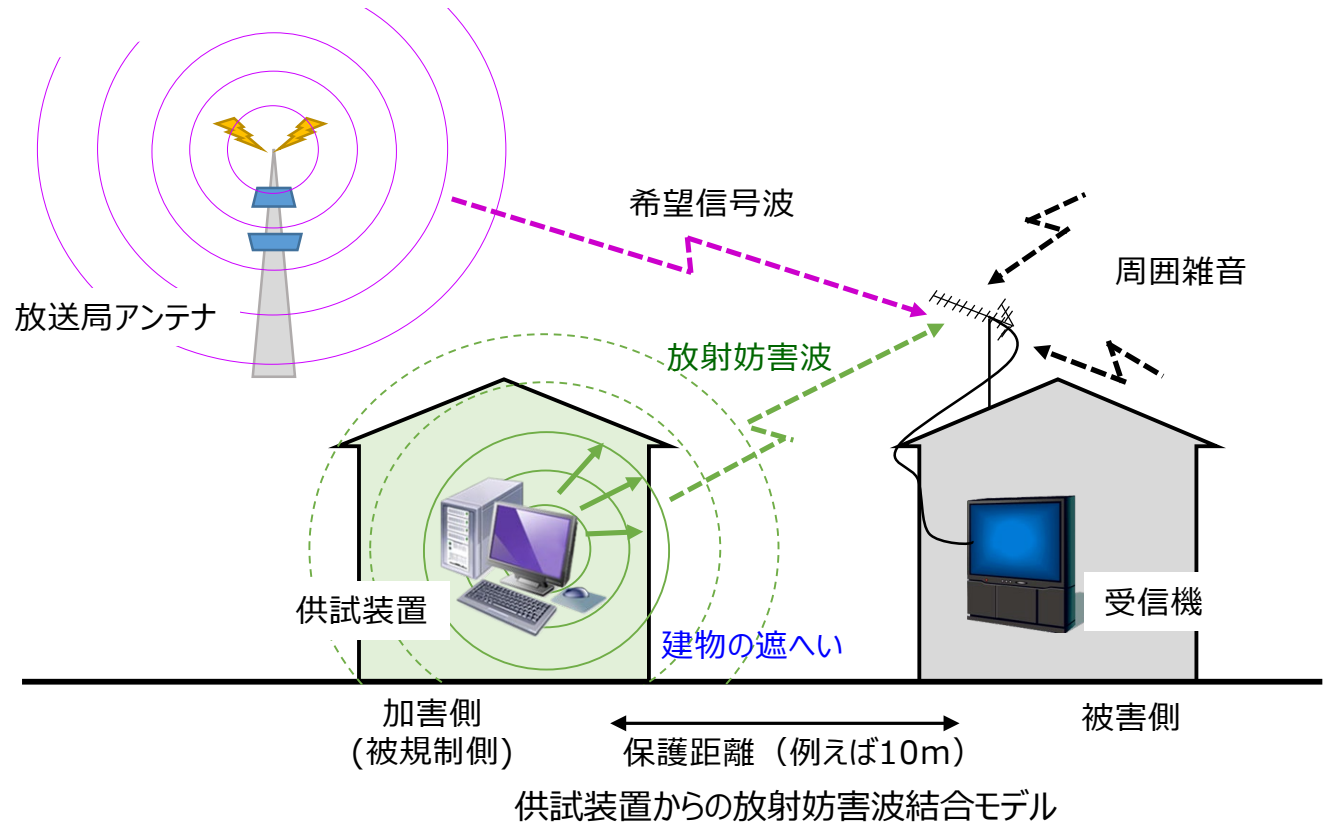 希望信号波
周囲雑音
放送局アンテナ
放射妨害波
供試装置
受信機
建物の遮へい
加害側
(被規制側)
被害側
保護距離（例えば10m）
供試装置からの放射妨害波結合モデル